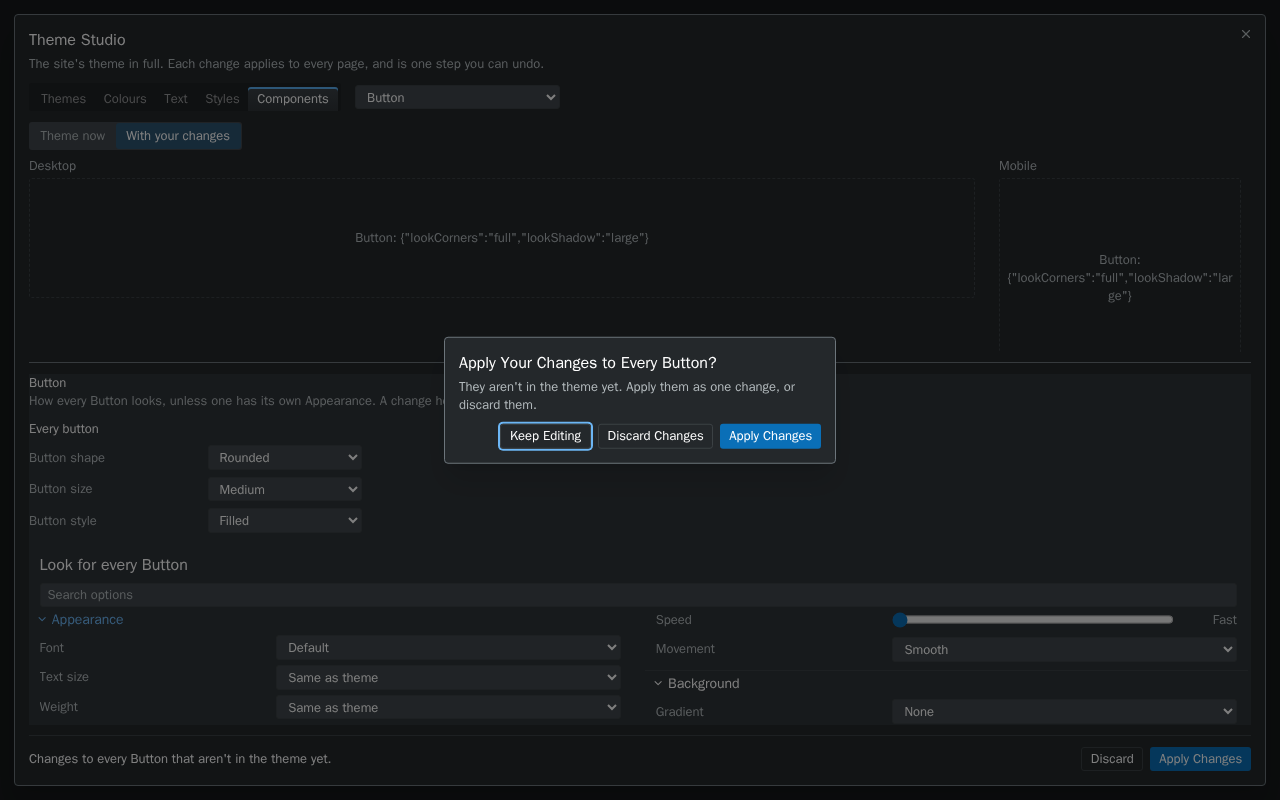 Theme Studio
The site's theme in full. Each change applies to every page, and is one step you can undo.
Themes Colours Text Styles Components Button
Theme now With your changes
Desktop Mobile
Button: {"lookCorners":"full","lookShadow":"large"}
Button:
{"lookCorners":"full","lookShadow":"lar
ge"}
Apply Your Changes to Every Button?
They aren't in the theme yet. Apply them as one change, or
discard them.
Keep Editing Discard Changes Apply Changes
Button
How every Button looks, unless one has its own Appearance. A change
Every button
Button shape Rounded
Button size Medium
Button style Filled
Look for every Button
Search options
Appearance
Font Default
Text size Same as theme
Weight Same as theme
Speed Fast
Movement Smooth
Background
Gradient None
Changes to every Button that aren't in the theme yet.
Discard Apply Changes